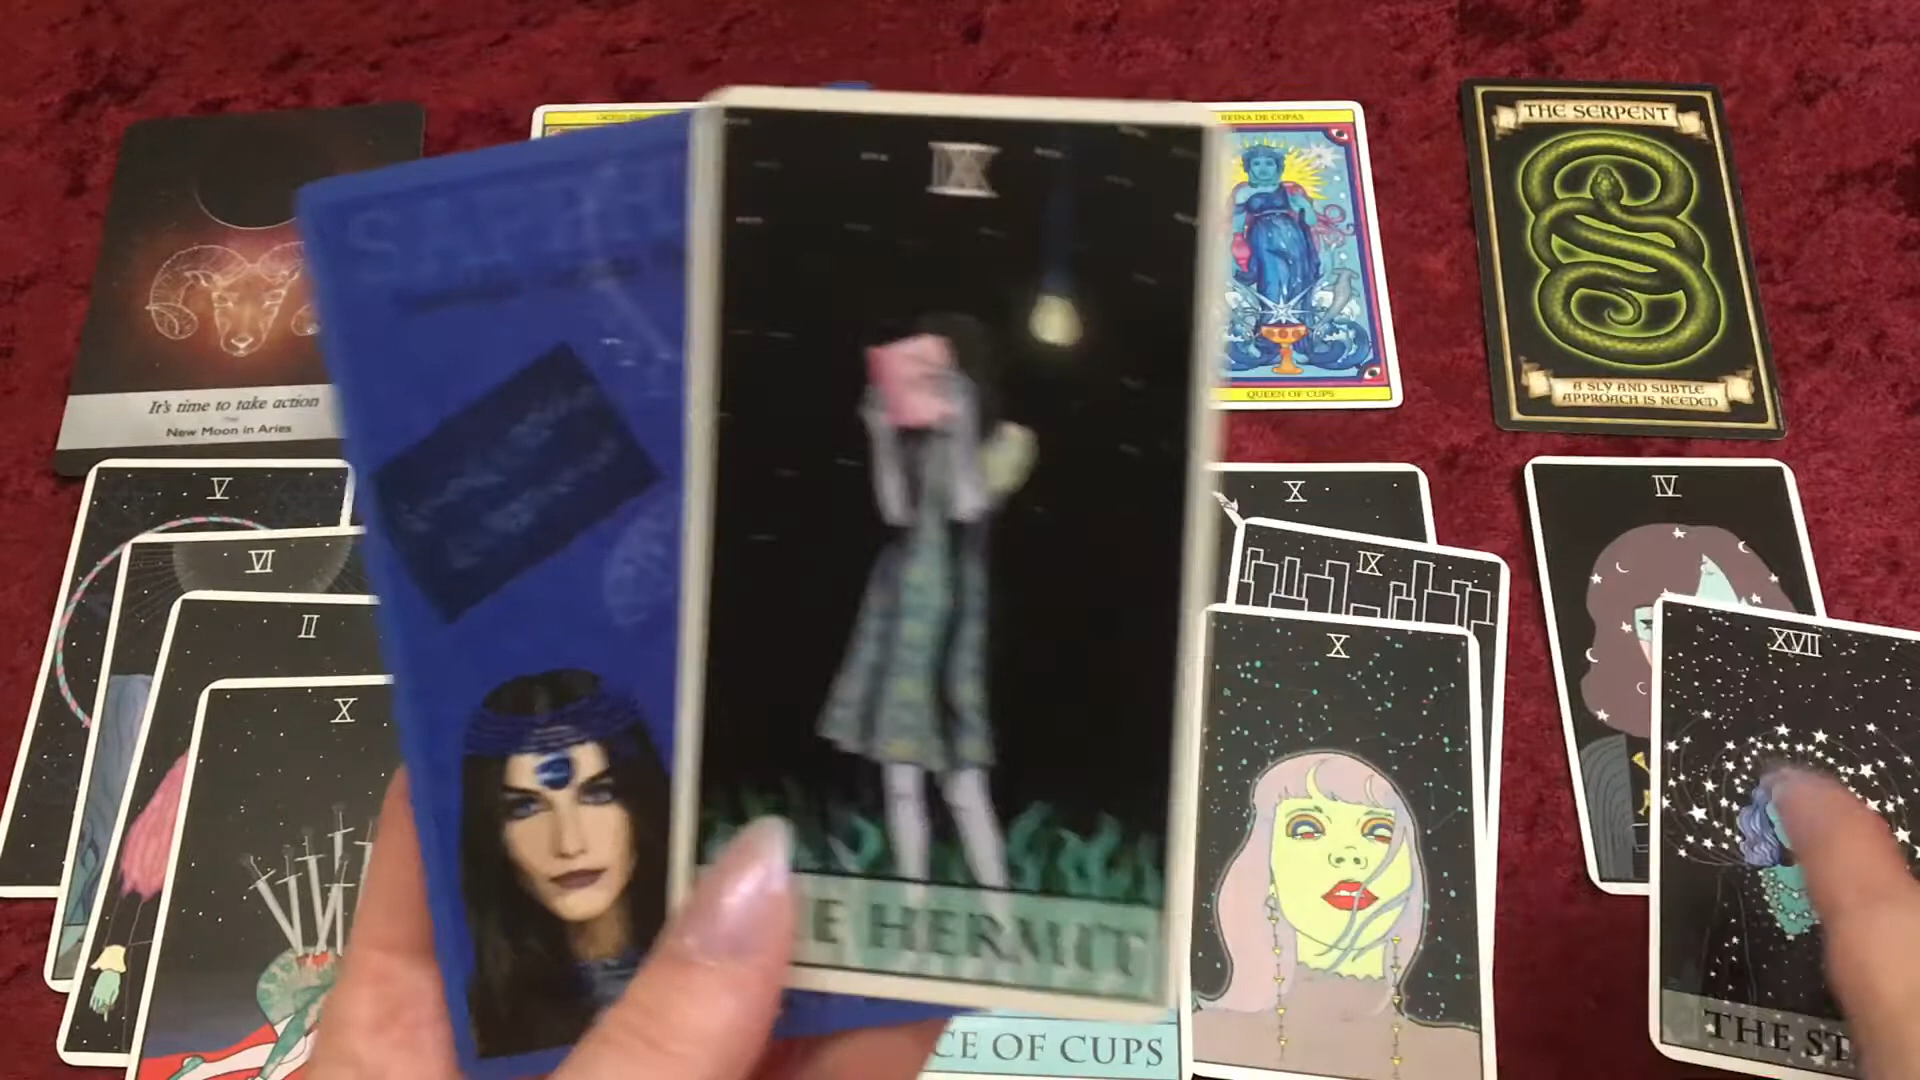 REINA DE COPAS
THE SERPENT
IX
It's time to take action
New Moon in Aries
QUEEN OF CUPS
A SLY AND SUBTLE
APPROACH IS NEEDED
V
X
IV
VI
IX
II
X
XVII
X
E HERMIT
CE OF CUPS
THE ST